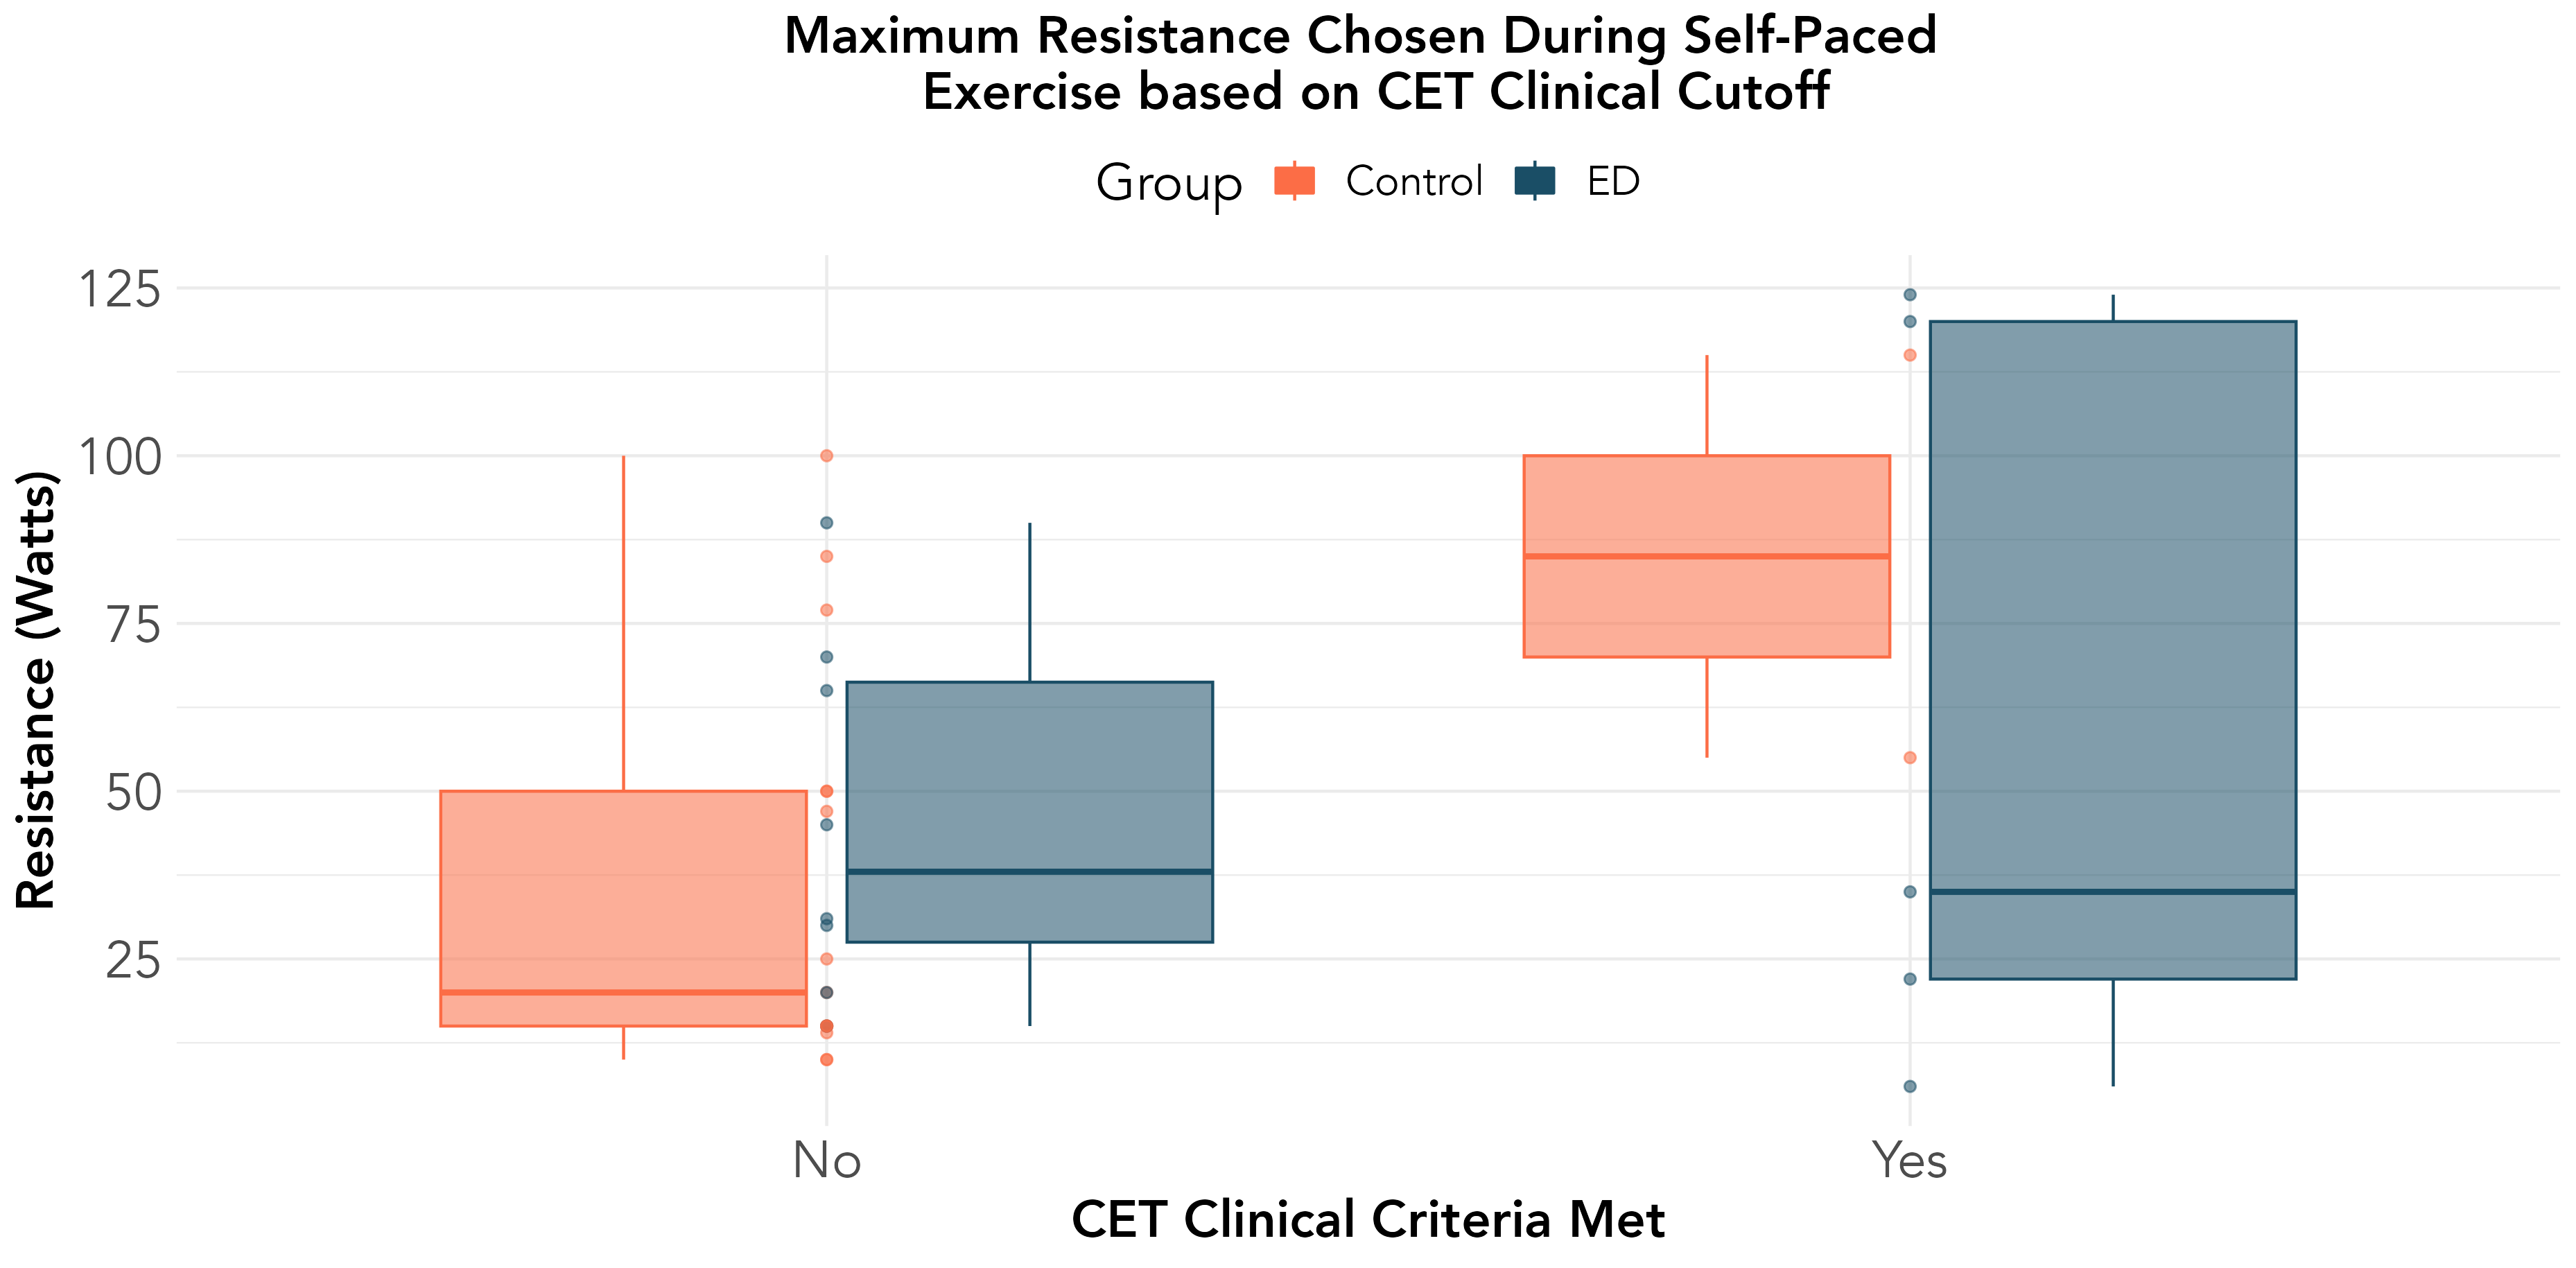 Maximum Resistance Chosen During Self-Paced
Exercise based on CET Clinical Cutoff
Group Control ED
125
100
75
50
25
Resistance (Watts)
No Yes
CET Clinical Criteria Met